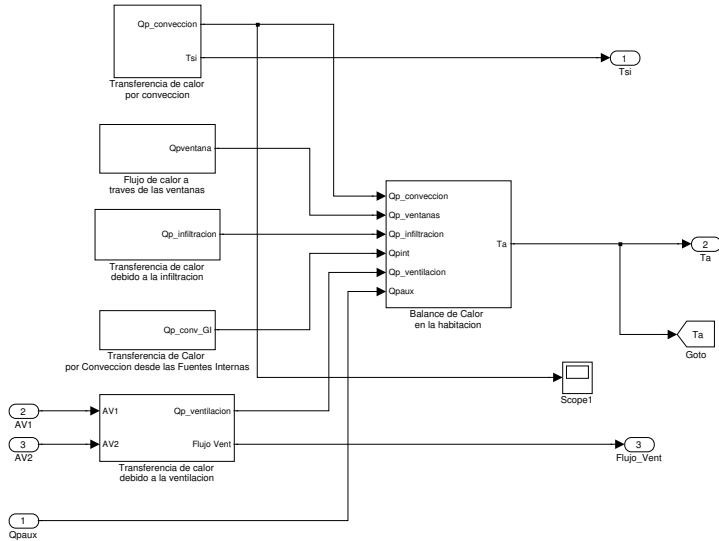 Qp_conveccion
Tsi
Transferencia de calor
por conveccion
1
Tsi
Qpventana
Flujo de calor a
traves de las ventanas
Qp_infiltracion
Transferencia de calor
debido a la infiltracion
Qp_conv_GI
Transferencia de Calor
por Conveccion desde las Fuentes Internas
Qp_conveccion
Qp_ventanas
Qp_infiltracion
Qpint
Qp_ventilacion
Qpaux
Ta
Balance de Calor
en la habitacion
2
Ta
Ta
Goto
Scope1
2
AV1
3
AV2
AV1
AV2
Qp_ventilacion
Flujo Vent
Transferencia de calor
debido a la ventilacion
3
Flujo_Vent
1
Qpaux